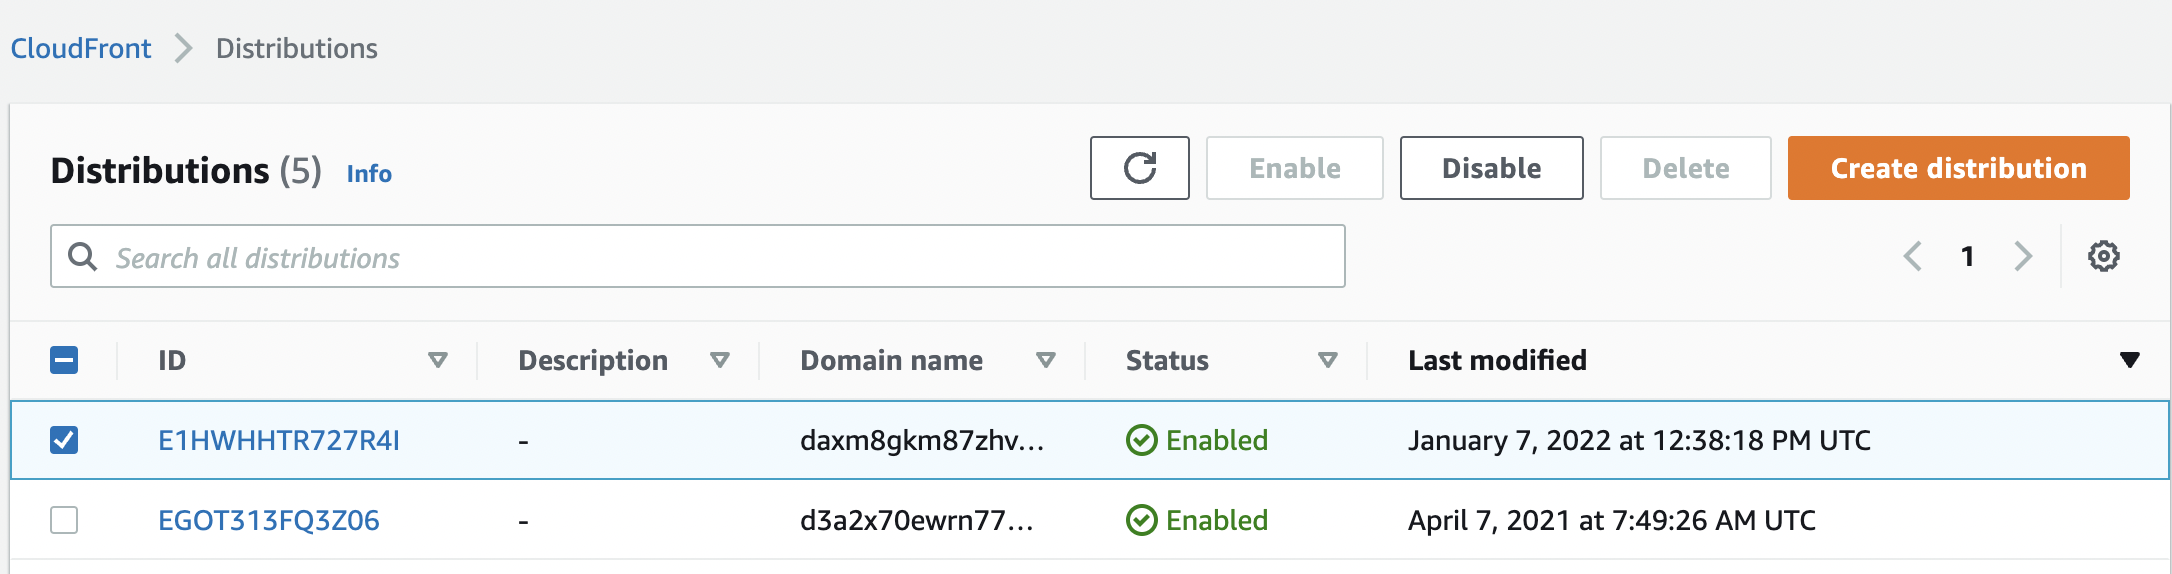 CloudFront Distributions
Distributions (5) Info Enable Disable Delete Create distribution
Search all distributions 1
ID Description Domain name Status Last modified
E1HWHHTR727R4I - daxm8gkm87zhv... Enabled January 7, 2022 at 12:38:18 PM UTC
EGOT313FQ3Z06 - d3a2x70ewrn77... Enabled April 7, 2021 at 7:49:26 AM UTC